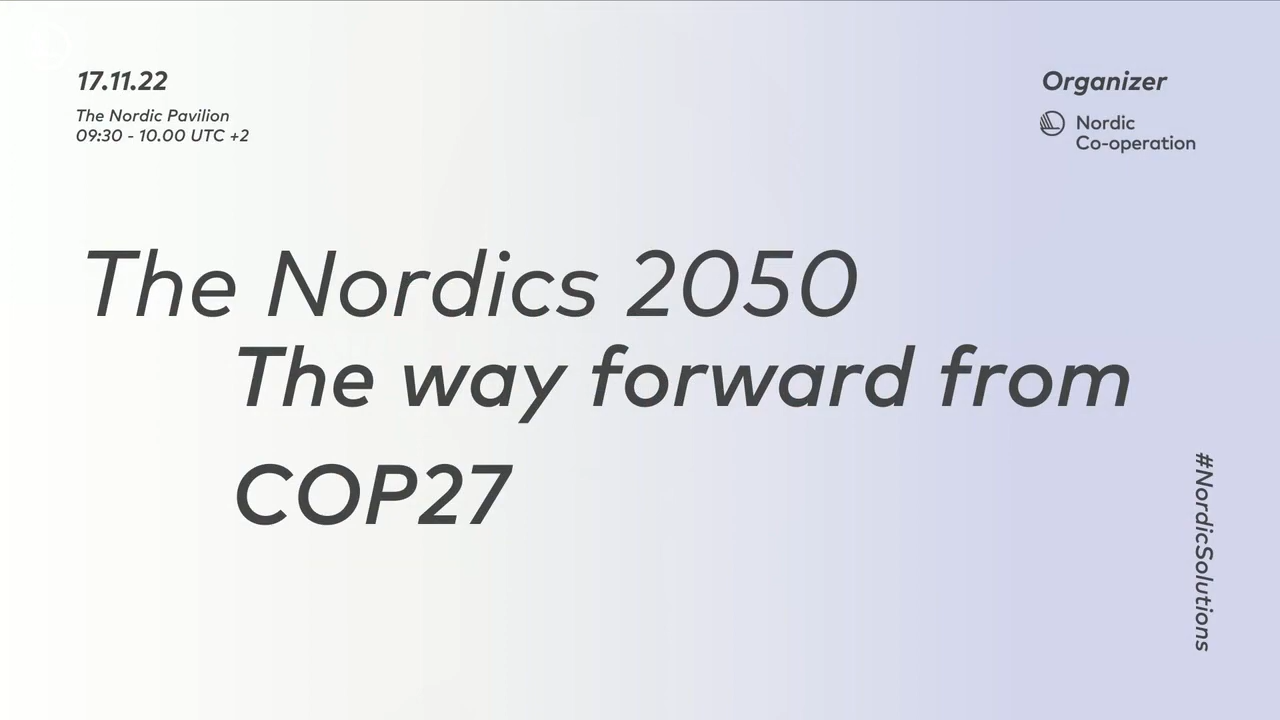 17.11.22
The Nordic Pavilion
09:30 - 10.00 UTC +2
Organizer
Nordic
Co-operation
The Nordics 2050
The way forward from
COP27
#NordicSolutions